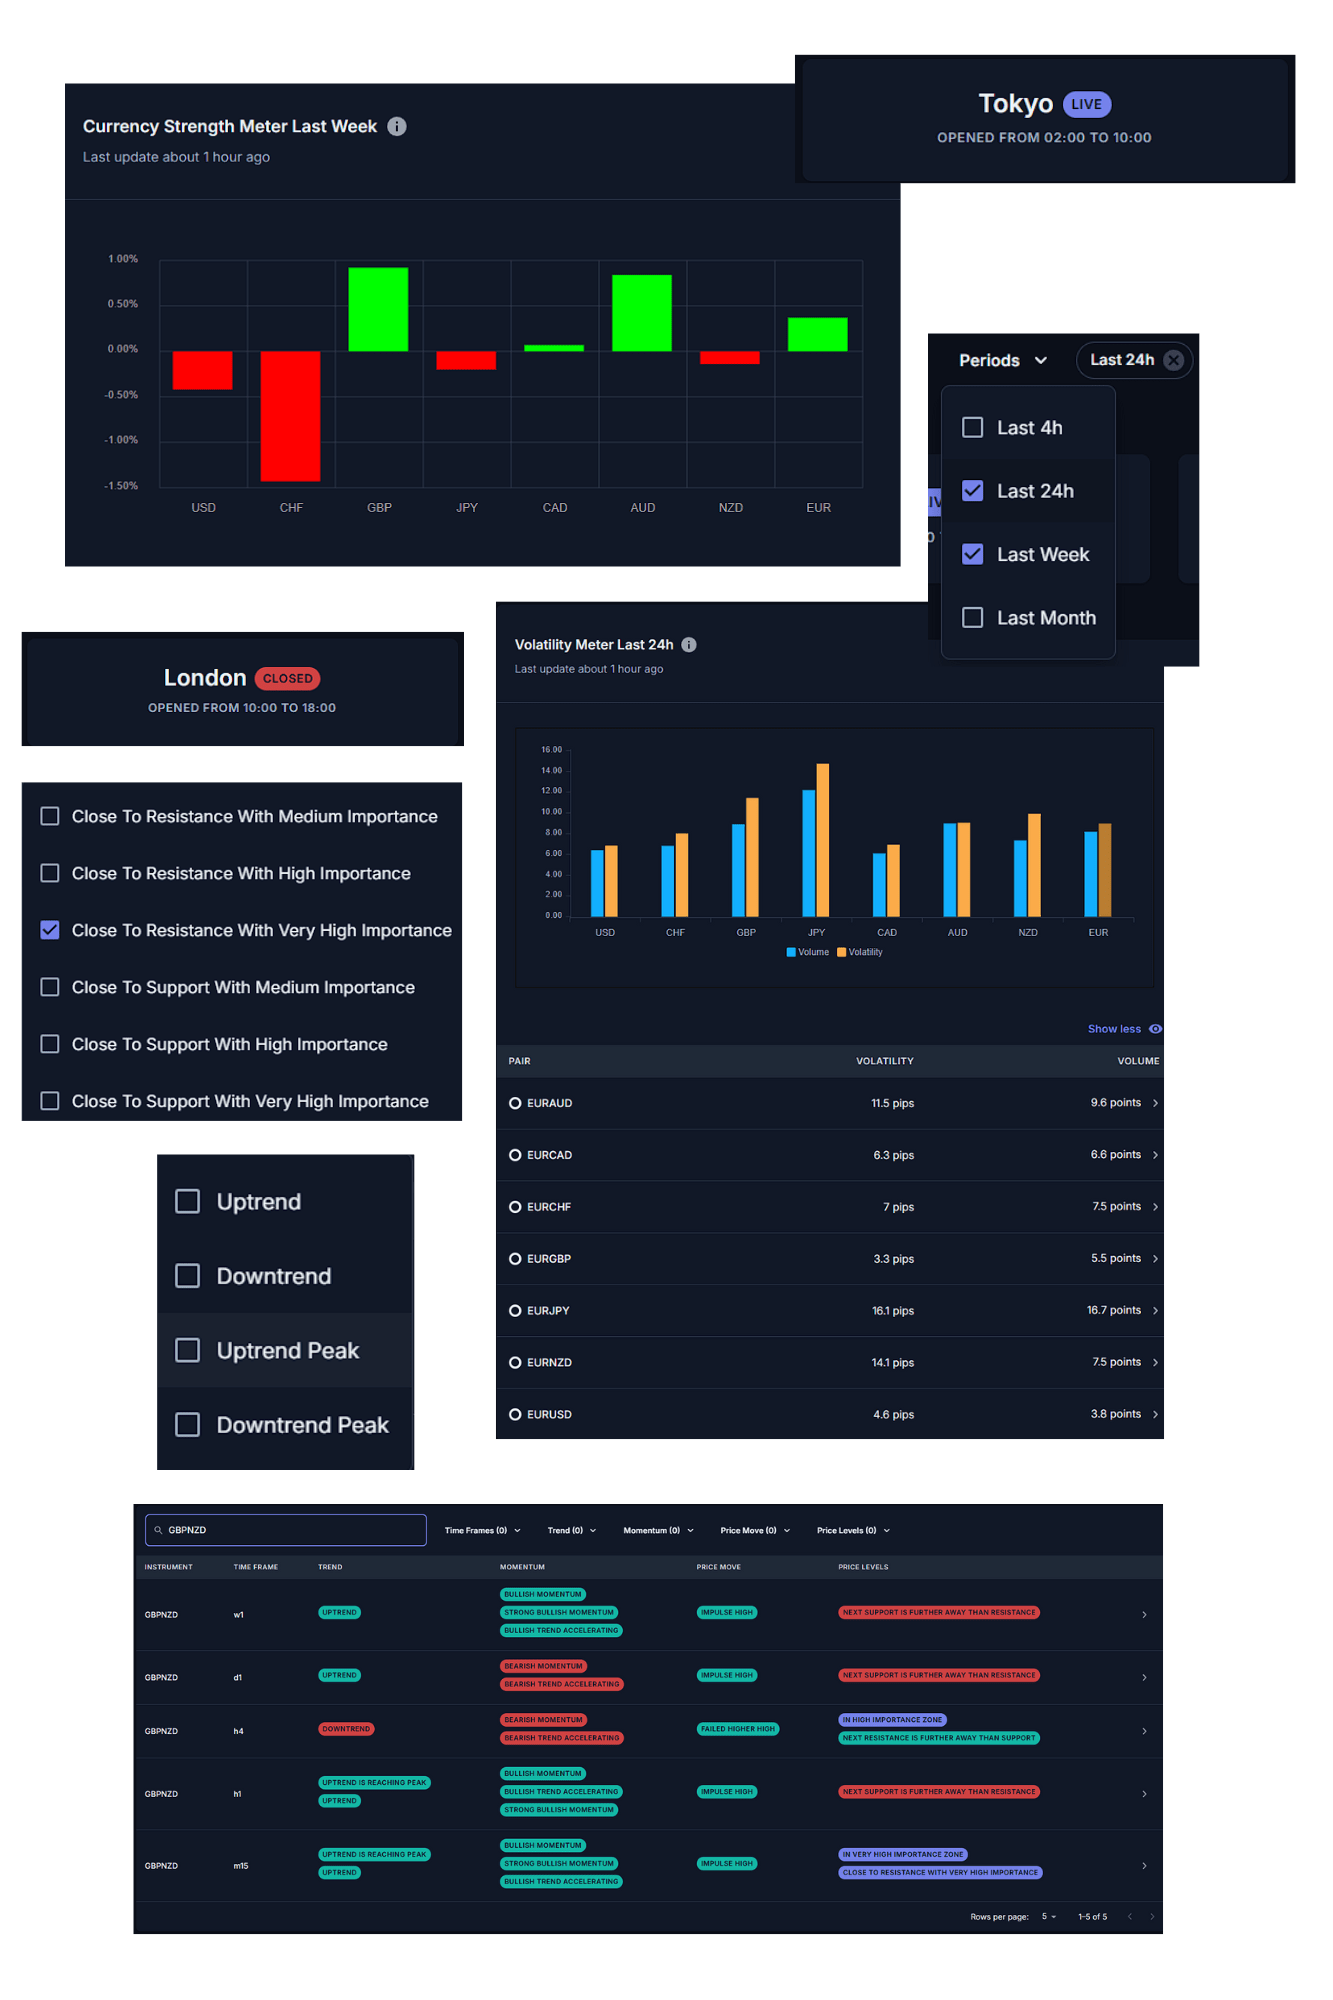 Tokyo LIVE
OPENED FROM 02:00 TO 10:00
Currency Strength Meter Last Week
Last update about 1 hour ago
1.00%
0.50%
0.00%
-0.50%
-1.00%
-1.50%
USD CHF GBP JPY CAD AUD NZD EUR
Periods Last 24h
Last 4h
Last 24h
Last Week
Last Month
London CLOSED
OPENED FROM 10:00 TO 18:00
Close To Resistance With Medium Importance
Close To Resistance With High Importance
Close To Resistance With Very High Importance
Close To Support With Medium Importance
Close To Support With High Importance
Close To Support With Very High Importance
Uptrend
Downtrend
Uptrend Peak
Downtrend Peak
Volatility Meter Last 24h
Last update about 1 hour ago
16.00
14.00
12.00
10.00
8.00
6.00
4.00
2.00
0.00
USD CHF GBP JPY CAD AUD NZD EUR
Volume Volatility
Show less
PAIR VOLATILITY VOLUME
EURAUD 11.5 pips 9.6 points
EURCAD 6.3 pips 6.6 points
EURCHF 7 pips 7.5 points
EURGBP 3.3 pips 5.5 points
EURJPY 16.1 pips 16.7 points
EURNZD 14.1 pips 7.5 points
EURUSD 4.6 pips 3.8 points
GBPNZD Time Frames (0) Trend (0) Momentum (0) Price Move (0) Price Levels (0)
INSTRUMENT TIME FRAME TREND MOMENTUM PRICE MOVE PRICE LEVELS
BULLISH MOMENTUM
GBPNZD w1 UPTREND STRONG BULLISH MOMENTUM IMPULSE HIGH NEXT SUPPORT IS FURTHER AWAY THAN RESISTANCE
BULLISH TREND ACCELERATING
BEARISH MOMENTUM
GBPNZD d1 UPTREND IMPULSE HIGH NEXT SUPPORT IS FURTHER AWAY THAN RESISTANCE
BEARISH TREND ACCELERATING
BEARISH MOMENTUM IN HIGH IMPORTANCE ZONE
GBPNZD h4 DOWNTREND FAILED HIGHER HIGH
BEARISH TREND ACCELERATING NEXT RESISTANCE IS FURTHER AWAY THAN SUPPORT
BULLISH MOMENTUM
UPTREND IS REACHING PEAK
GBPNZD h1 BULLISH TREND ACCELERATING IMPULSE HIGH NEXT SUPPORT IS FURTHER AWAY THAN RESISTANCE
UPTREND
STRONG BULLISH MOMENTUM
BULLISH MOMENTUM
UPTREND IS REACHING PEAK IN VERY HIGH IMPORTANCE ZONE
GBPNZD m15 STRONG BULLISH MOMENTUM IMPULSE HIGH
UPTREND CLOSE TO RESISTANCE WITH VERY HIGH IMPORTANCE
BULLISH TREND ACCELERATING
Rows per page: 5 1–5 of 5